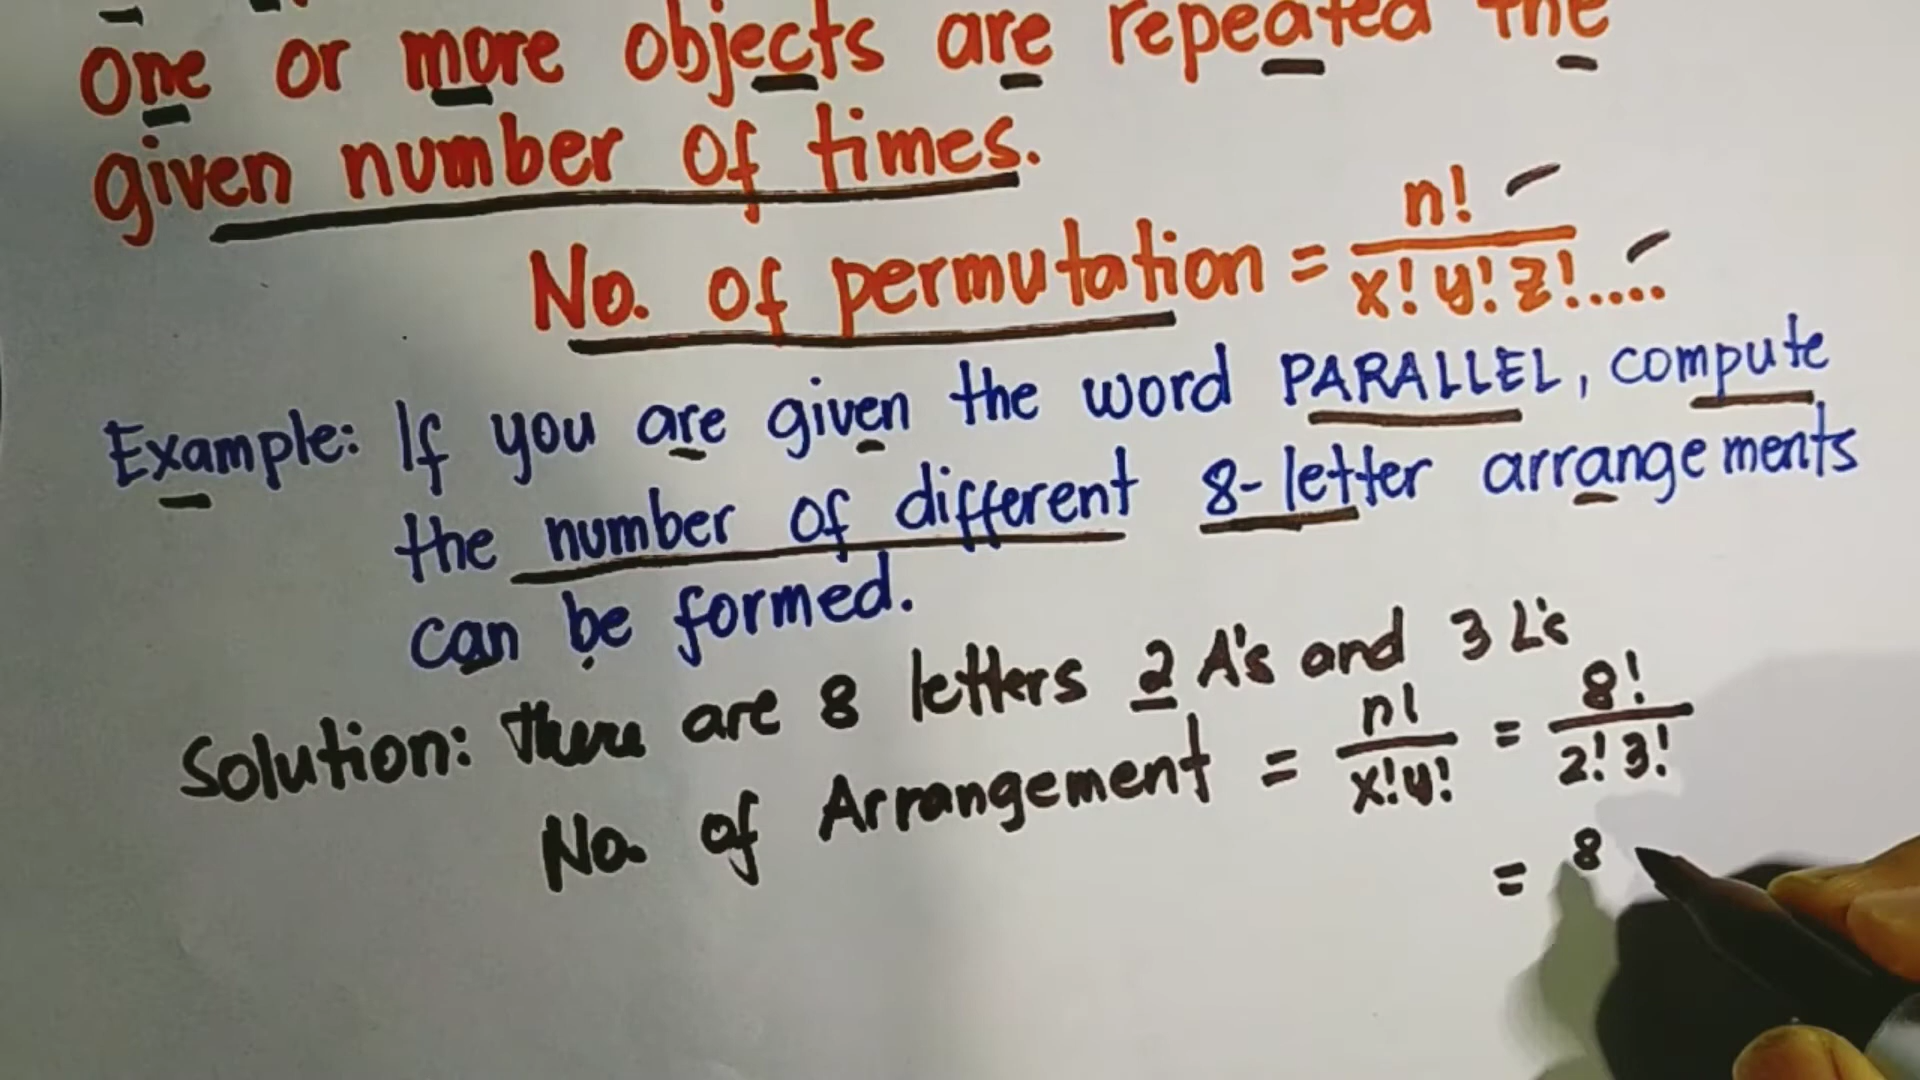 One or more objects are repeated the
given number of times.
No. of permutation = n! / x! y! z! .....
Example: If you are given the word PARALLEL, compute
the number of different 8-letter arrangements
can be formed.
Solution: There are 8 letters 2 A's and 3 L's
No. of Arrangement = n! / x! y! = 8! / 2! 3!
= 8